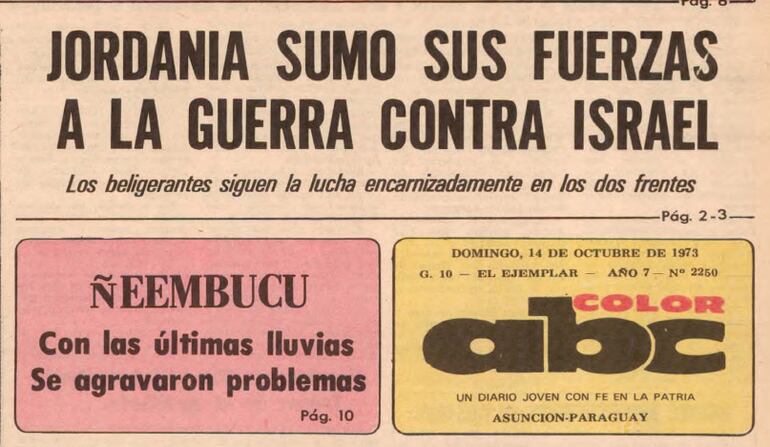 Pág. 8
JORDANIA SUMO SUS FUERZAS
A LA GUERRA CONTRA ISRAEL
Los beligerantes siguen la lucha encarnizadamente en los dos frentes
Pág. 2-3
ÑEEMBUCU
Con las últimas lluvias
Se agravaron problemas
Pág. 10
DOMINGO, 14 DE OCTUBRE DE 1973
G. 10 — EL EJEMPLAR — AÑO 7 — Nº 2250
COLOR
abc
UN DIARIO JOVEN CON FE EN LA PATRIA
ASUNCION-PARAGUAY